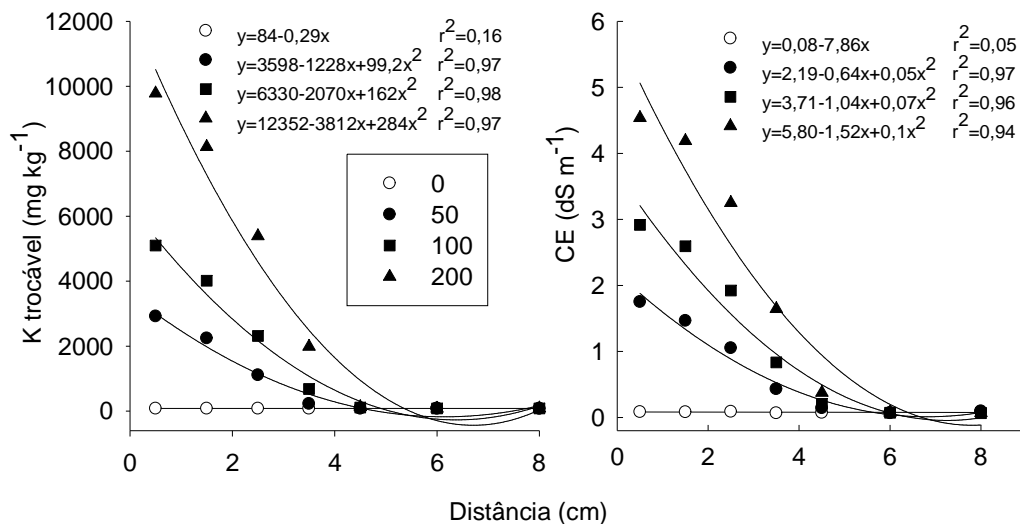 12000
10000
8000
6000
4000
2000
0
K trocável (mg kg⁻¹)
y=84-0,29x r²=0,16
y=3598-1228x+99,2x² r²=0,97
y=6330-2070x+162x² r²=0,98
y=12352-3812x+284x² r²=0,97
0
50
100
200
0 2 4 6 8
6
5
4
3
2
1
0
CE (dS m⁻¹)
y=0,08-7,86x r²=0,05
y=2,19-0,64x+0,05x² r²=0,97
y=3,71-1,04x+0,07x² r²=0,96
y=5,80-1,52x+0,1x² r²=0,94
0 2 4 6 8
Distância (cm)